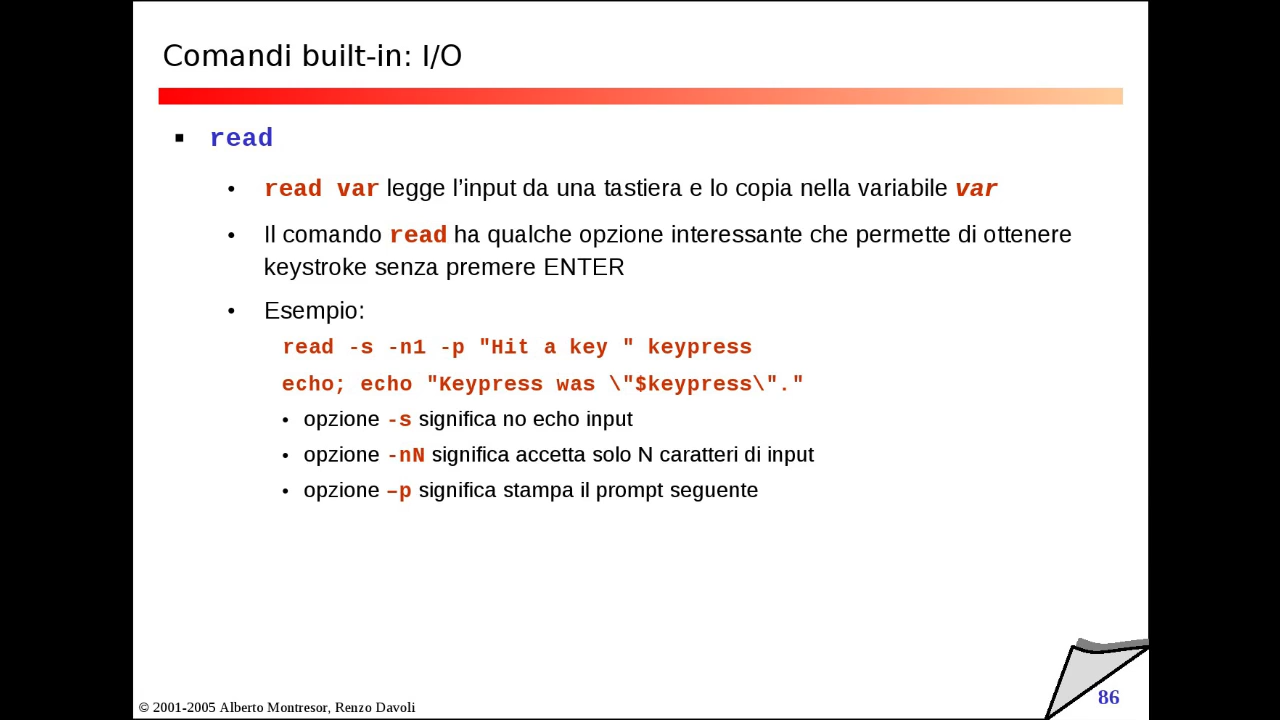 Comandi built-in: I/O
read
read var legge l’input da una tastiera e lo copia nella variabile var
Il comando read ha qualche opzione interessante che permette di ottenere
keystroke senza premere ENTER
Esempio:
read -s -n1 -p "Hit a key " keypress
echo; echo "Keypress was \"$keypress\"."
opzione -s significa no echo input
opzione -nN significa accetta solo N caratteri di input
opzione –p significa stampa il prompt seguente
© 2001-2005 Alberto Montresor, Renzo Davoli
86